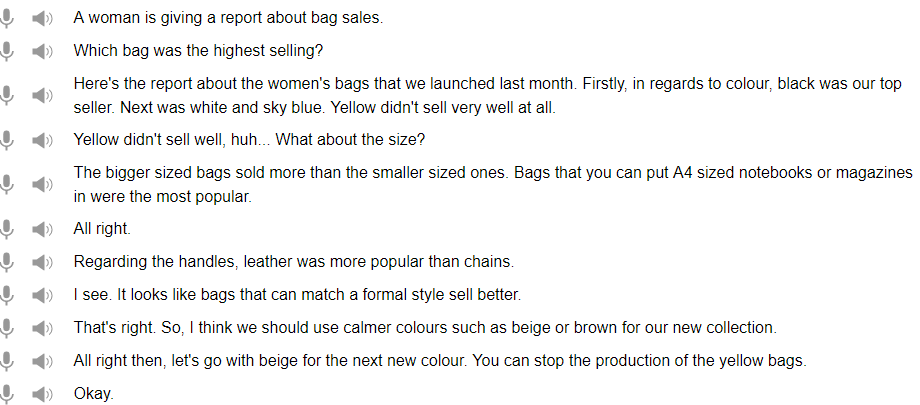 A woman is giving a report about bag sales.
Which bag was the highest selling?
Here's the report about the women's bags that we launched last month. Firstly, in regards to colour, black was our top
seller. Next was white and sky blue. Yellow didn't sell very well at all.
Yellow didn't sell well, huh... What about the size?
The bigger sized bags sold more than the smaller sized ones. Bags that you can put A4 sized notebooks or magazines
in were the most popular.
All right.
Regarding the handles, leather was more popular than chains.
I see. It looks like bags that can match a formal style sell better.
That's right. So, I think we should use calmer colours such as beige or brown for our new collection.
All right then, let's go with beige for the next new colour. You can stop the production of the yellow bags.
Okay.